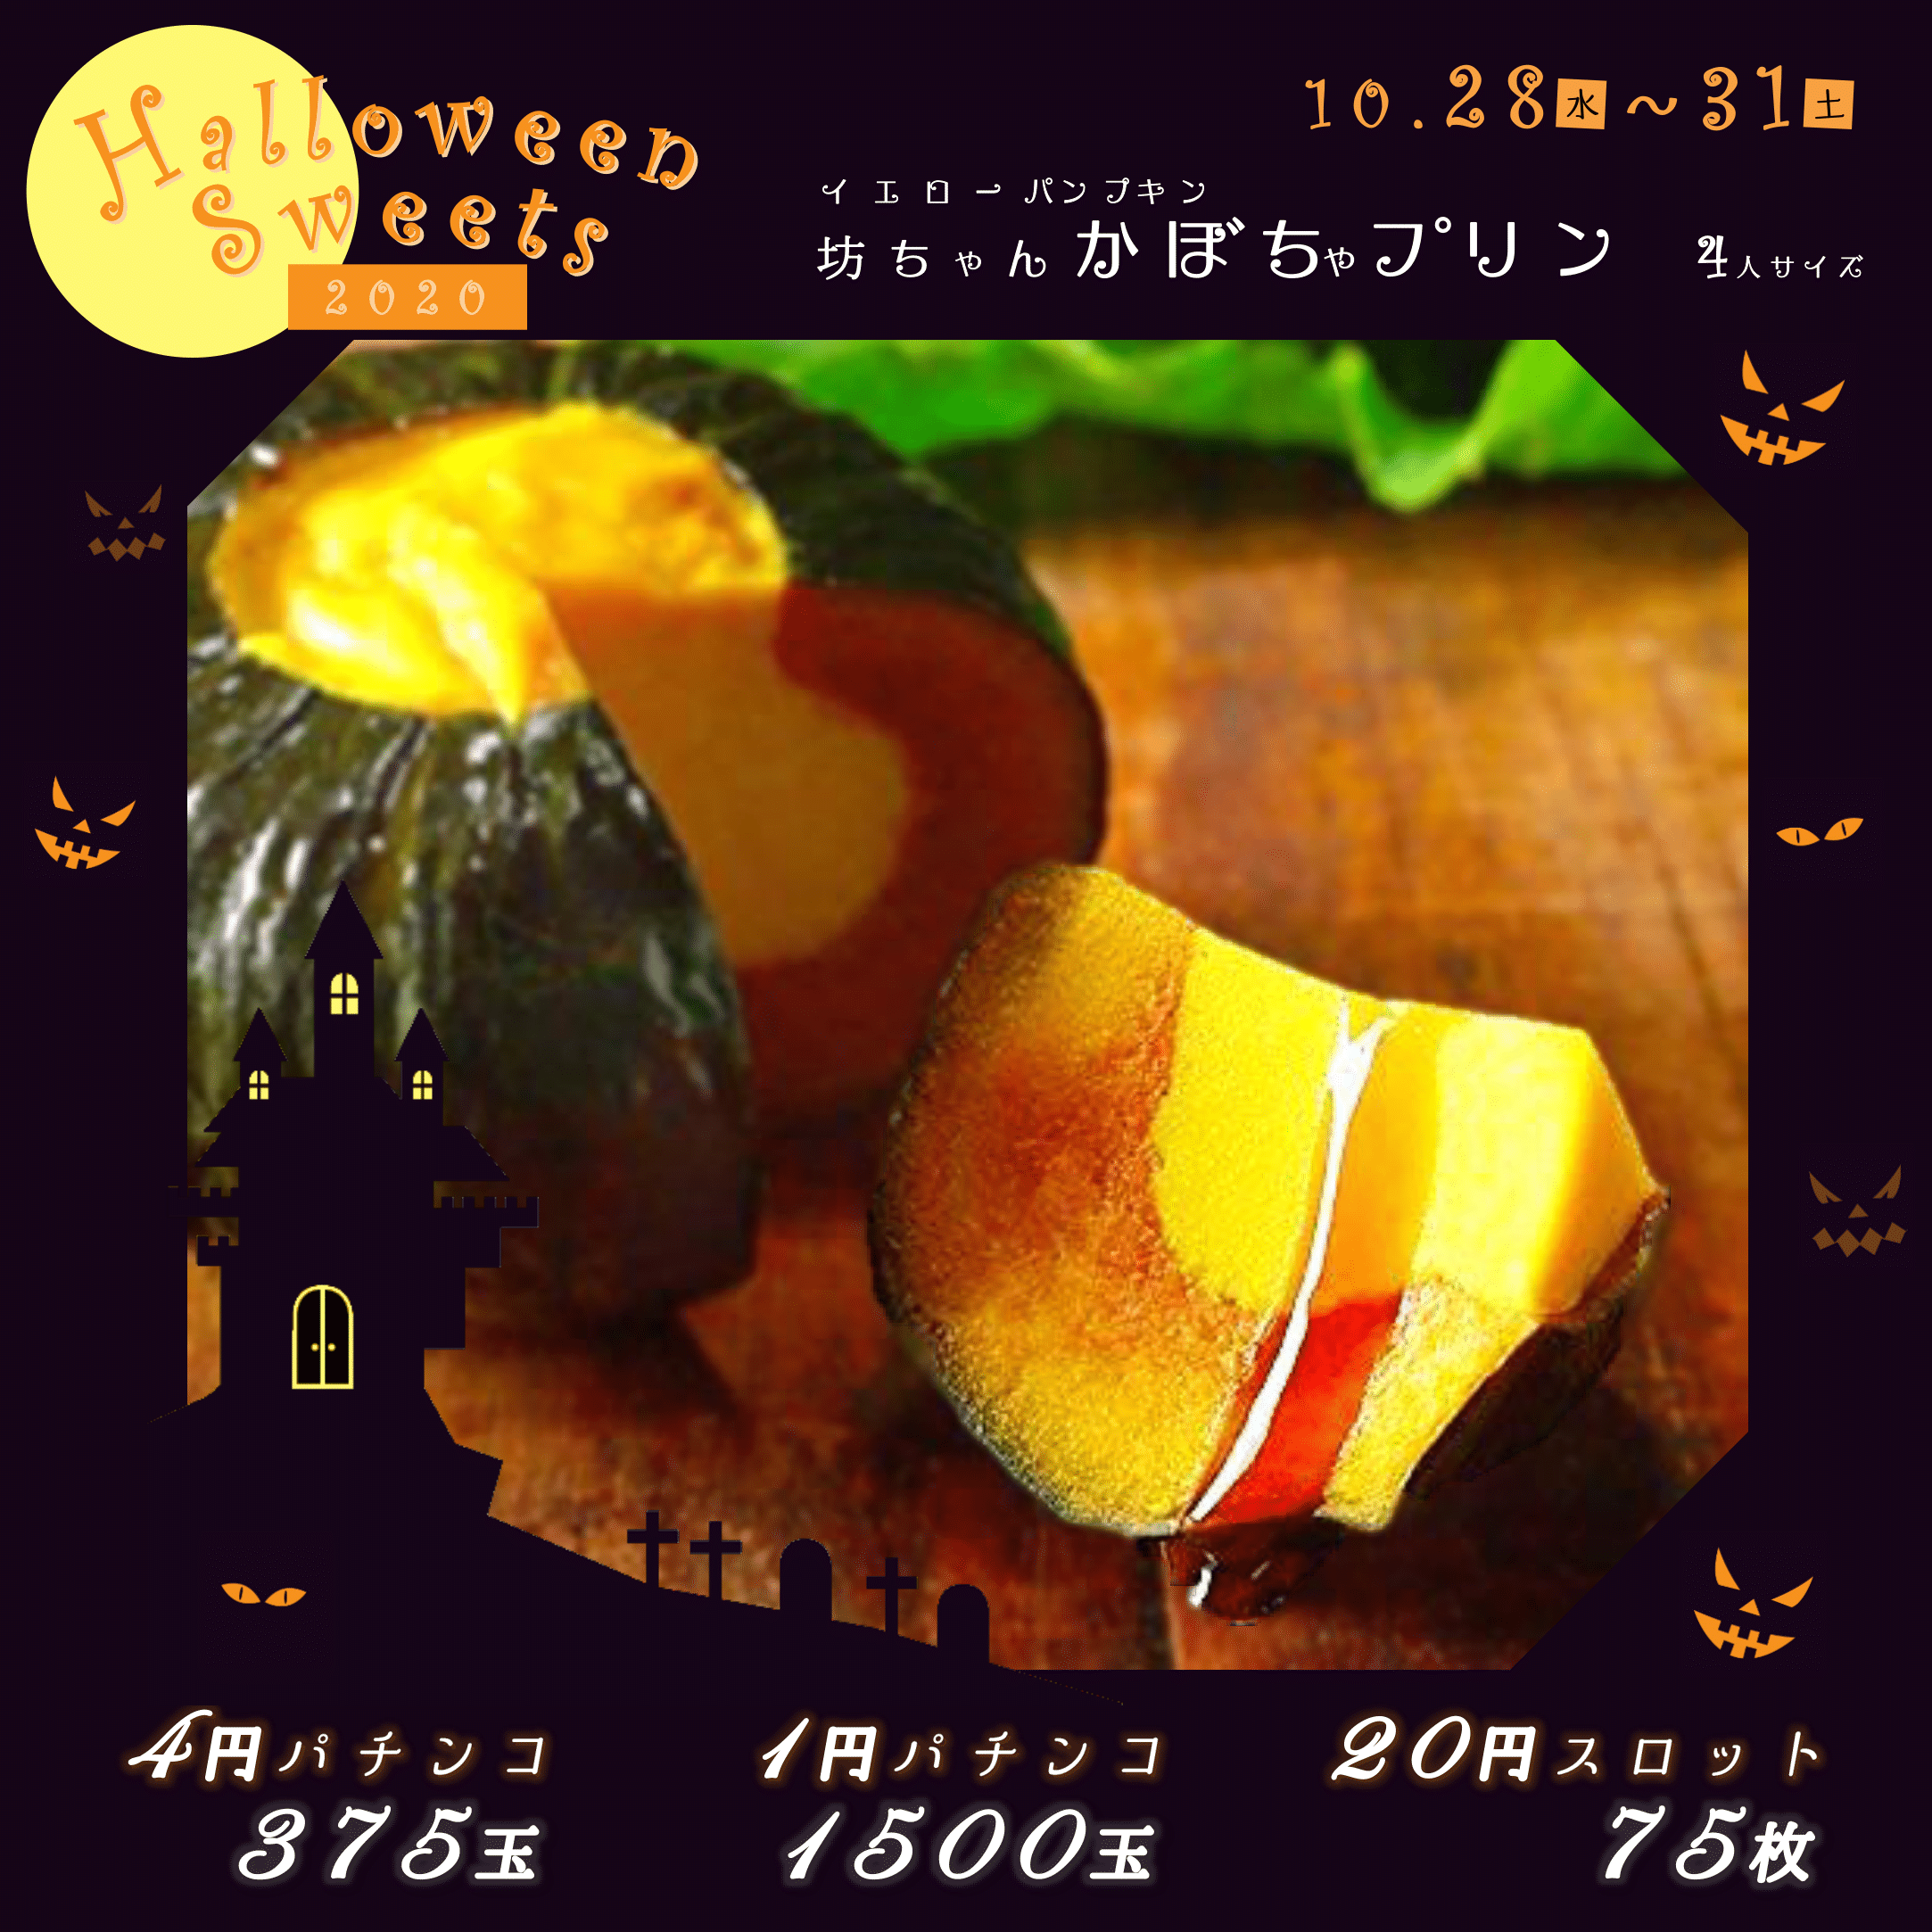 Halloween
Sweets
2020
10.28水~31土
イエローパンプキン
坊ちゃんかぼちゃプリン 4人サイズ
4円パチンコ
375玉
1円パチンコ
1500玉
20円スロット
75枚